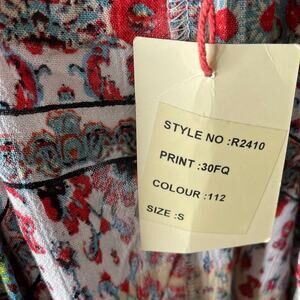 STYLE NO :R2410
PRINT :30FQ
COLOUR :112
SIZE :S